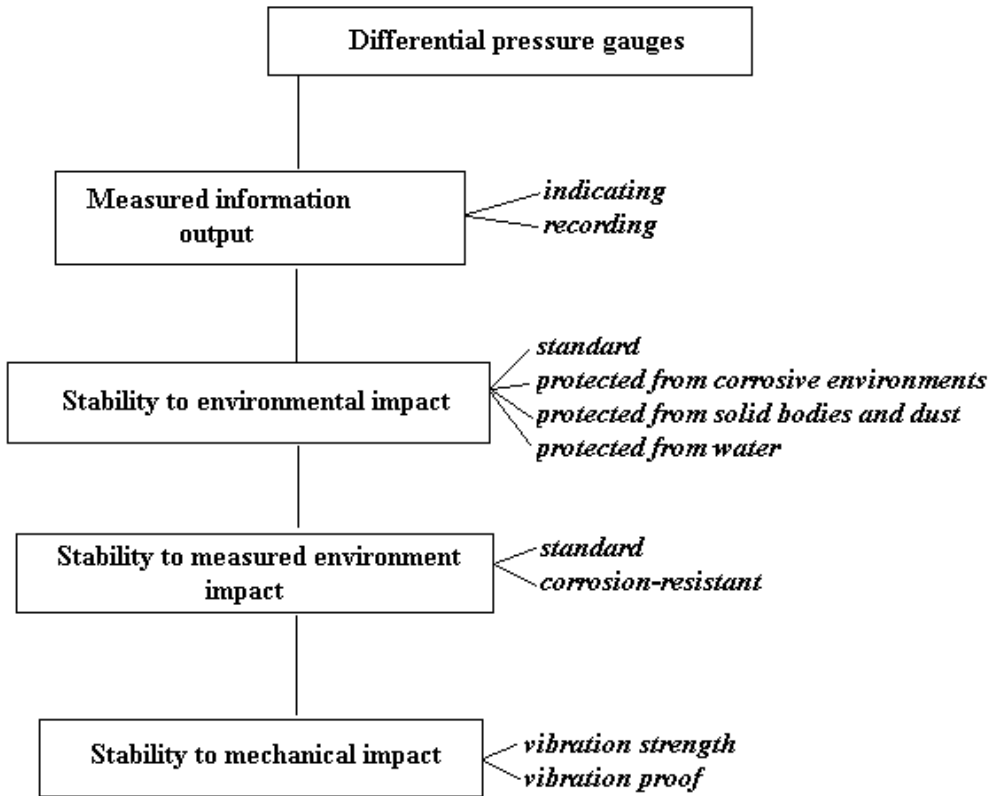 Differential pressure gauges
Measured information
output
indicating
recording
Stability to environmental impact
standard
protected from corrosive environments
protected from solid bodies and dust
protected from water
Stability to measured environment
impact
standard
corrosion-resistant
Stability to mechanical impact
vibration strength
vibration proof